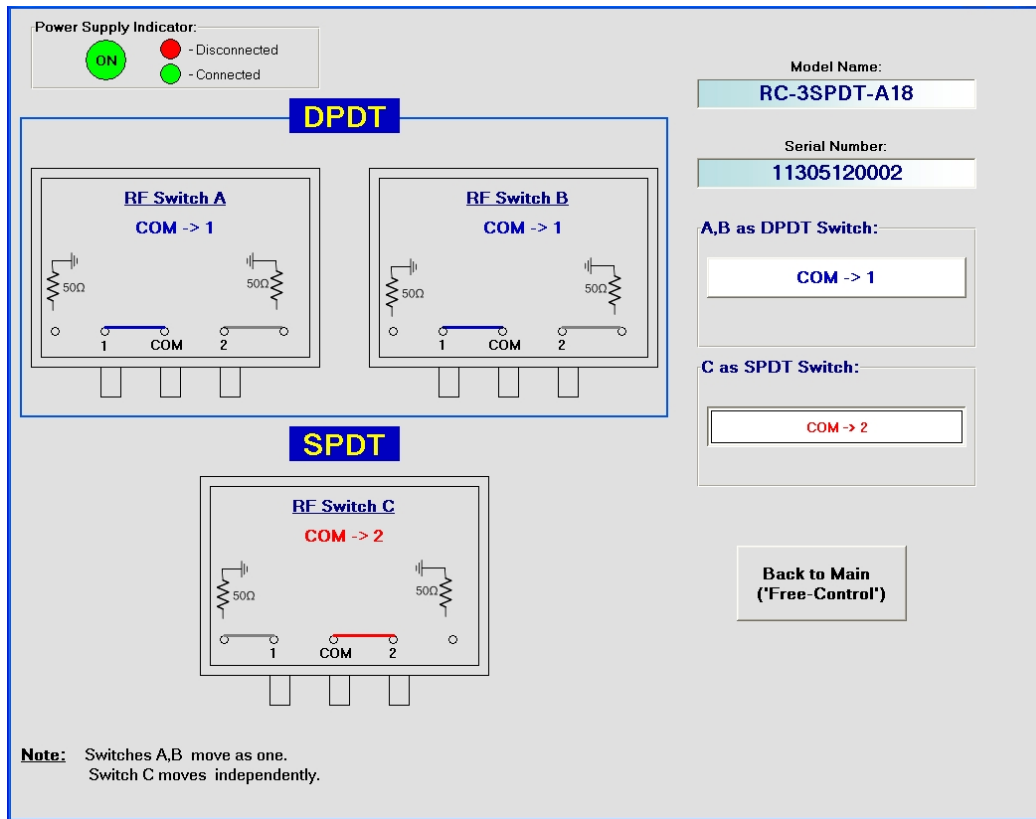 Power Supply Indicator:
ON
- Disconnected
- Connected
Model Name:
RC-3SPDT-A18
Serial Number:
11305120002
DPDT
RF Switch A
COM -> 1
50Ω
50Ω
1 COM 2
RF Switch B
COM -> 1
50Ω
50Ω
1 COM 2
A,B as DPDT Switch:
COM -> 1
C as SPDT Switch:
COM -> 2
SPDT
RF Switch C
COM -> 2
50Ω
50Ω
1 COM 2
Back to Main
('Free-Control')
Note: Switches A,B move as one.
Switch C moves independently.